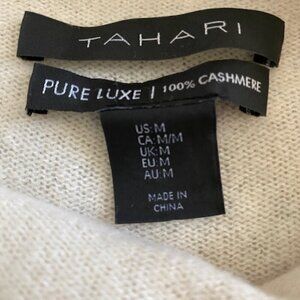 TAHARI
PURE LUXE | 100% CASHMERE
US:M
CA:M/M
UK:M
EU:M
AU:M
MADE IN
CHINA